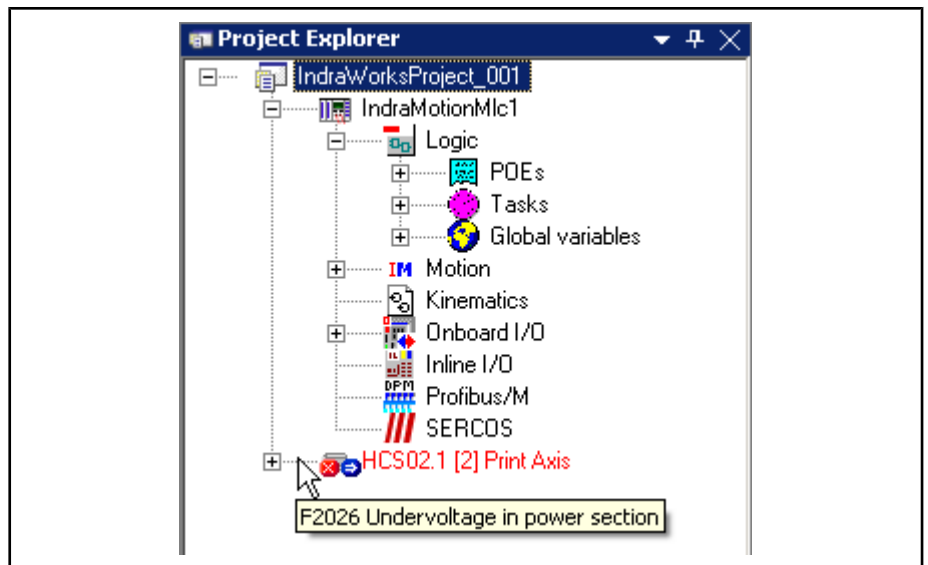 Project Explorer
IndraWorksProject_001
IndraMotionMlc1
Logic
POEs
Tasks
Global variables
IM Motion
Kinematics
Onboard I/O
Inline I/O
DPM
Profibus/M
SERCOS
HCS02.1 [2] Print Axis
F2026 Undervoltage in power section